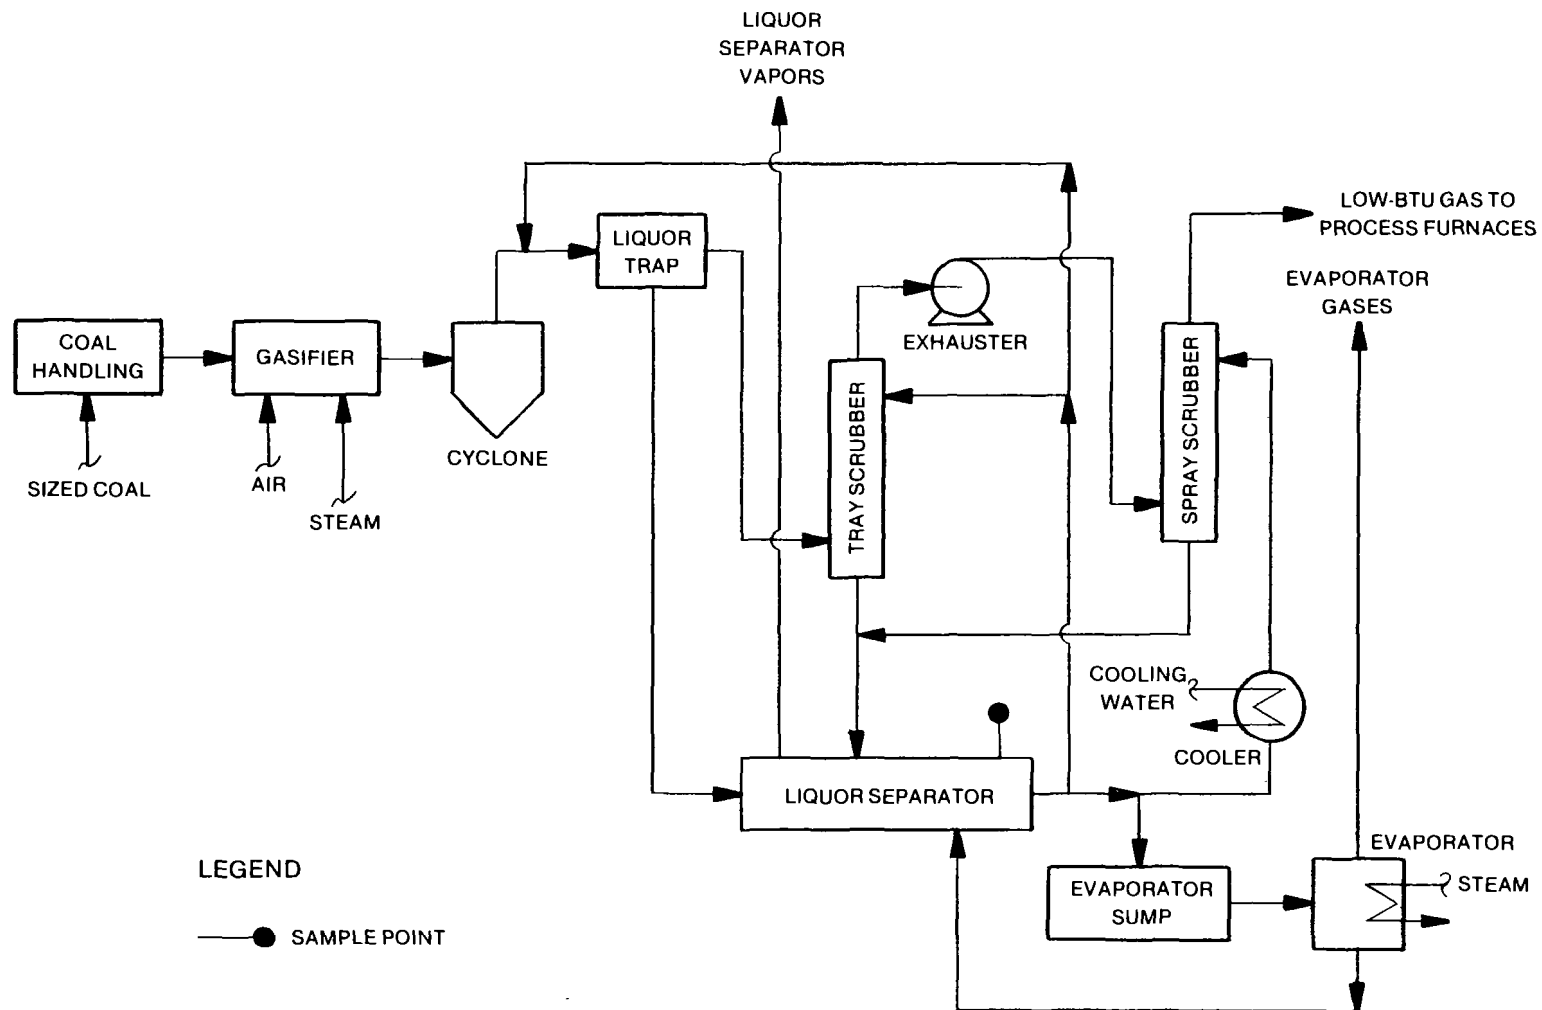 LIQUOR
SEPARATOR
VAPORS
LOW-BTU GAS TO
PROCESS FURNACES
EVAPORATOR
GASES
LIQUOR
TRAP
COAL
HANDLING
GASIFIER
EXHAUSTER
CYCLONE
TRAY SCRUBBER
SPRAY SCRUBBER
SIZED COAL
AIR
STEAM
COOLING
WATER
COOLER
LIQUOR SEPARATOR
EVAPORATOR
STEAM
EVAPORATOR
SUMP
LEGEND
SAMPLE POINT